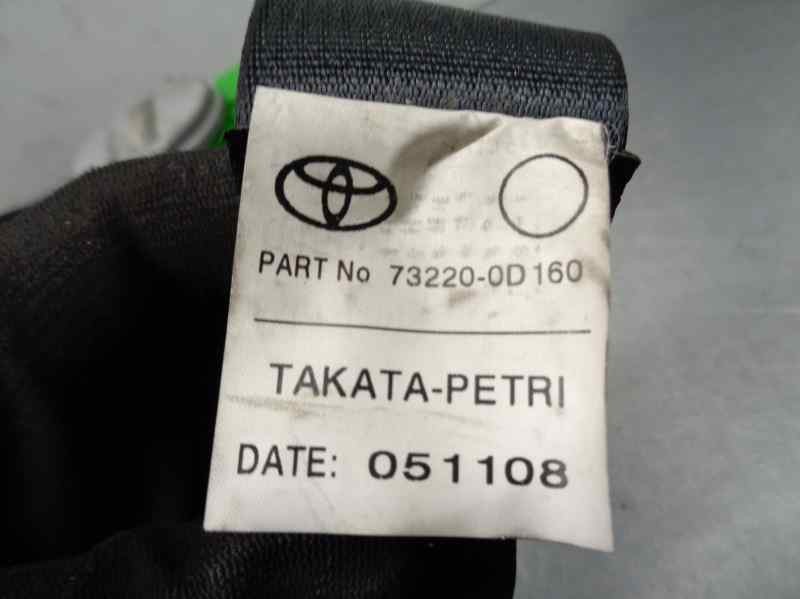 PART No 73220-0D160
TAKATA-PETRI
DATE: 051108